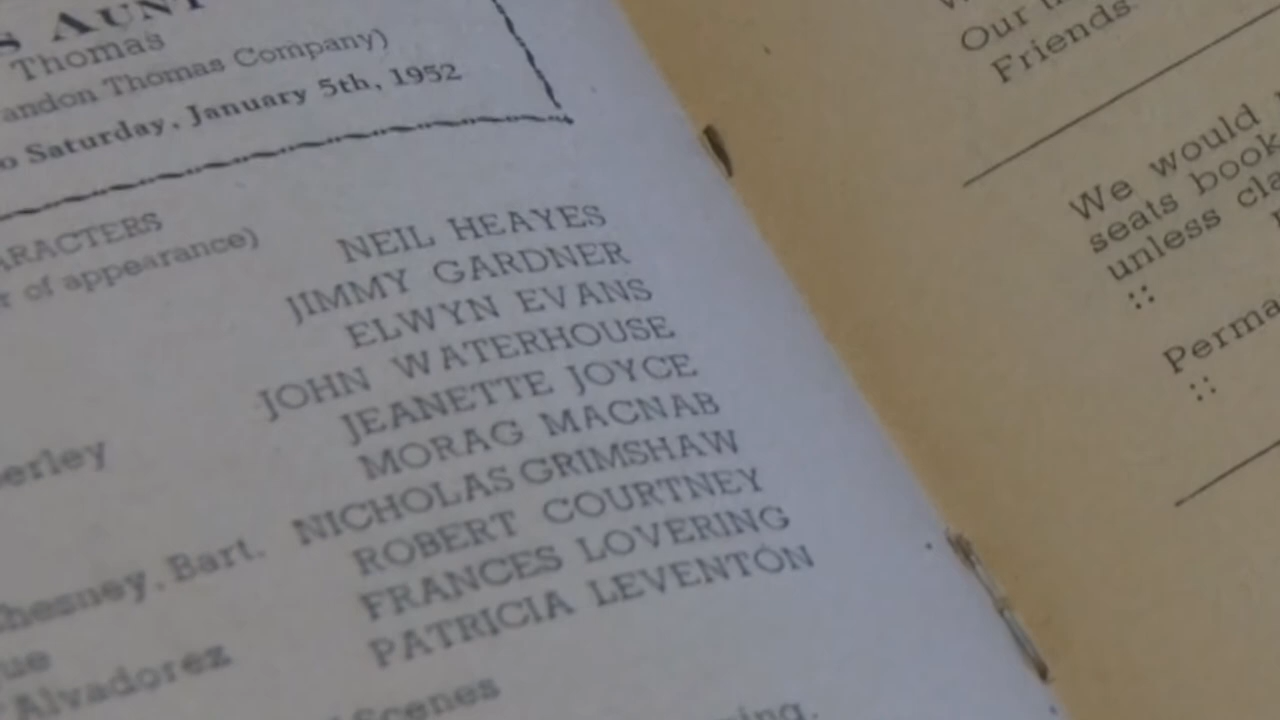 S AUNT
Thomas
andon Thomas Company)
o Saturday, January 5th, 1952
ARACTERS
r of appearance)
NEIL HEAYES
JIMMY GARDNER
ELWYN EVANS
JOHN WATERHOUSE
JEANETTE JOYCE
erley MORAG MACNAB
NICHOLAS GRIMSHAW
hesney, Bart. ROBERT COURTNEY
ue FRANCES LOVERING
Alvadorez PATRICIA LEVENTON
Scenes
Our
Friends
We would
seats book
unless cla
::
Perma
::